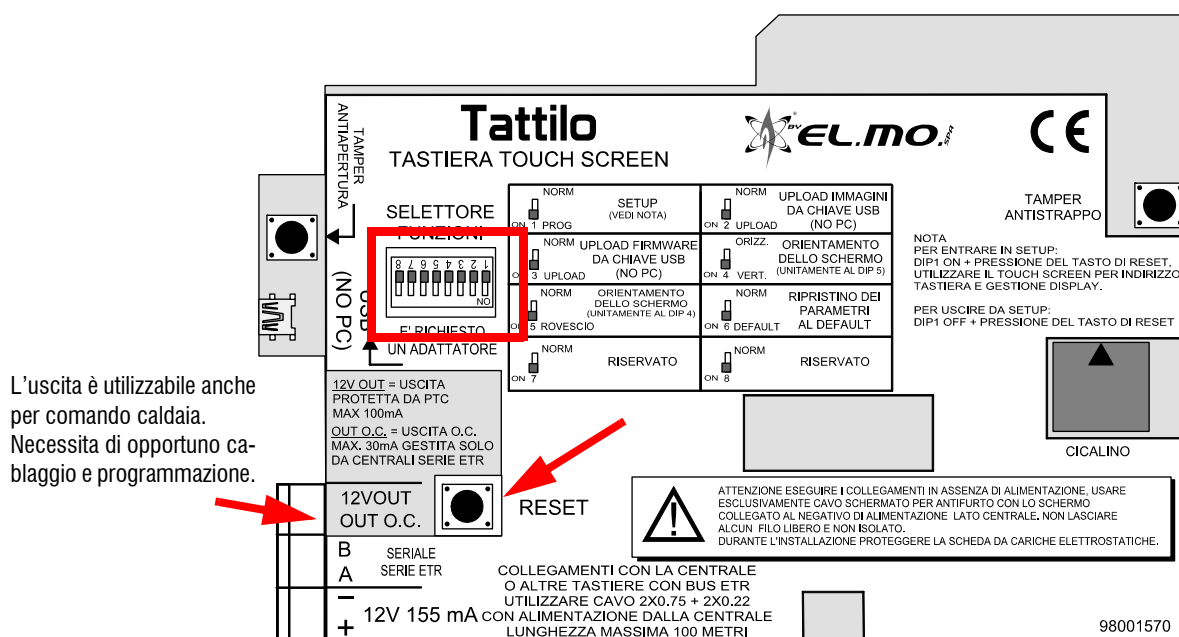 Tattilo
TASTIERA TOUCH SCREEN
BY EL.MO. SPA
®
CE
TAMPER
ANTIAPERTURA
SELETTORE
FUNZIONI
8 7 6 5 4 3 2 1
ON
E' RICHIESTO
UN ADATTATORE
USB
(NO PC)
NORM
ON 1 PROG
SETUP
(VEDI NOTA)
NORM
ON 2 UPLOAD
UPLOAD IMMAGINI
DA CHIAVE USB
(NO PC)
NORM
ON 3 UPLOAD
UPLOAD FIRMWARE
DA CHIAVE USB
(NO PC)
ORIZZ.
ON 4 VERT.
ORIENTAMENTO
DELLO SCHERMO
(UNITAMENTE AL DIP 5)
NORM
ON 5 ROVESCIO
ORIENTAMENTO
DELLO SCHERMO
(UNITAMENTE AL DIP 4)
NORM
ON 6 DEFAULT
RIPRISTINO DEI
PARAMETRI
AL DEFAULT
NORM
ON 7
RISERVATO
NORM
ON 8
RISERVATO
TAMPER
ANTISTRAPPO
NOTA
PER ENTRARE IN SETUP:
DIP1 ON + PRESSIONE DEL TASTO DI RESET,
UTILIZZARE IL TOUCH SCREEN PER INDIRIZZO
TASTIERA E GESTIONE DISPLAY.
PER USCIRE DA SETUP:
DIP1 OFF + PRESSIONE DEL TASTO DI RESET
CICALINO
L'uscita è utilizzabile anche
per comando caldaia.
Necessita di opportuno ca-
blaggio e programmazione.
12V OUT = USCITA
PROTETTA DA PTC
MAX 100mA
OUT O.C. = USCITA O.C.
MAX. 30mA GESTITA SOLO
DA CENTRALI SERIE ETR
12VOUT
OUT O.C.
RESET
B
A
SERIALE
SERIE ETR
–
+
12V 155 mA
COLLEGAMENTI CON LA CENTRALE
O ALTRE TASTIERE CON BUS ETR
UTILIZZARE CAVO 2X0.75 + 2X0.22
CON ALIMENTAZIONE DALLA CENTRALE
LUNGHEZZA MASSIMA 100 METRI
ATTENZIONE ESEGUIRE I COLLEGAMENTI IN ASSENZA DI ALIMENTAZIONE, USARE
ESCLUSIVAMENTE CAVO SCHERMATO PER ANTIFURTO CON LO SCHERMO
COLLEGATO AL NEGATIVO DI ALIMENTAZIONE LATO CENTRALE. NON LASCIARE
ALCUN FILO LIBERO E NON ISOLATO.
DURANTE L'INSTALLAZIONE PROTEGGERE LA SCHEDA DA CARICHE ELETTROSTATICHE.
98001570